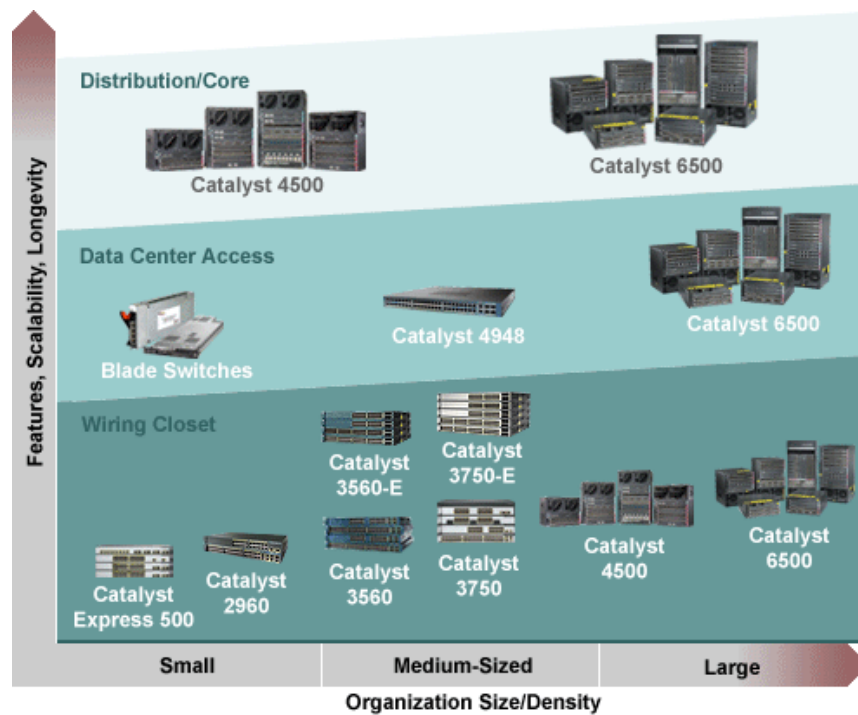 Features, Scalability, Longevity
Distribution/Core
Catalyst 4500
Catalyst 6500
Data Center Access
Blade Switches
Catalyst 4948
Catalyst 6500
Wiring Closet
Catalyst
3560-E
Catalyst
3750-E
Catalyst
Express 500
Catalyst
2960
Catalyst
3560
Catalyst
3750
Catalyst
4500
Catalyst
6500
Small
Medium-Sized
Large
Organization Size/Density